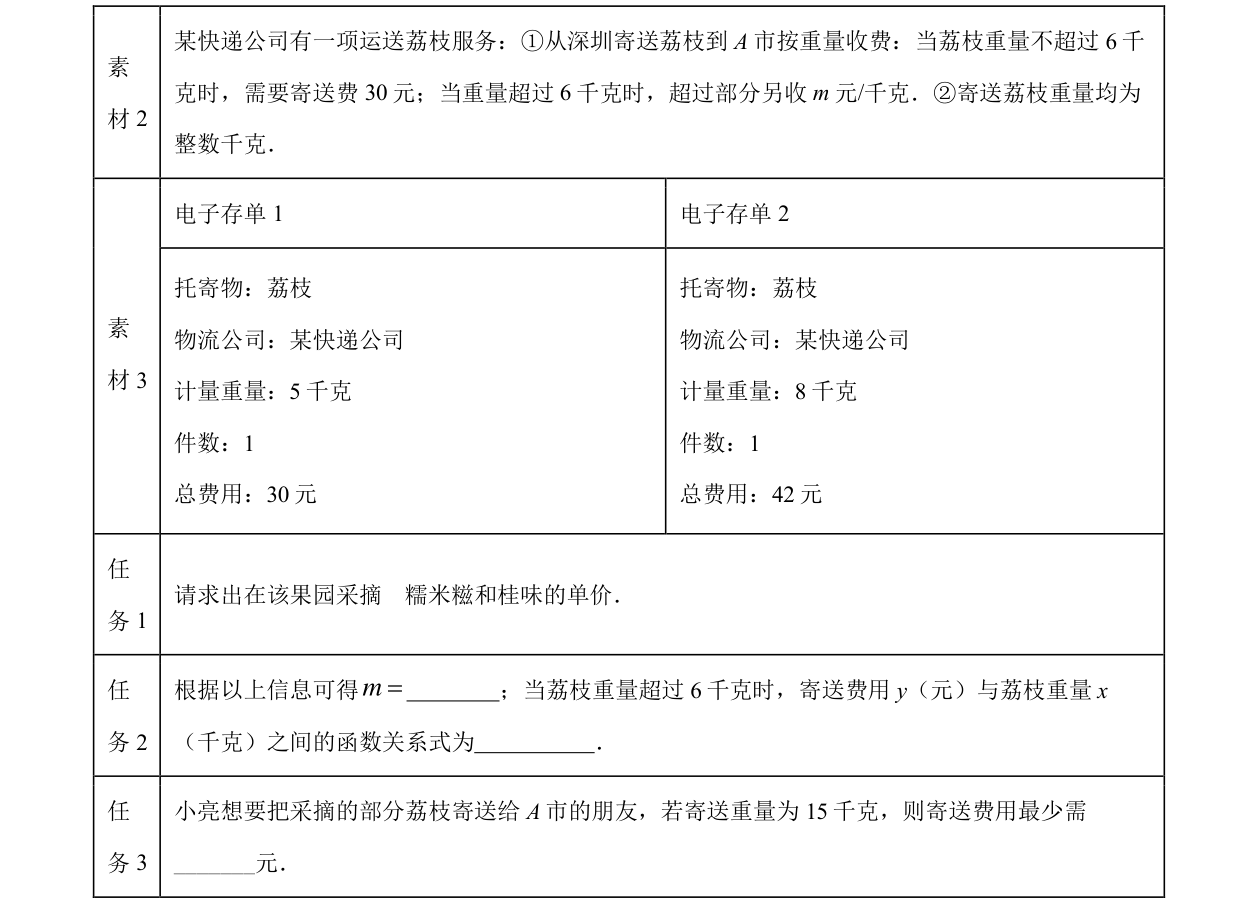 素
材 2
某快递公司有一项运送荔枝服务：①从深圳寄送荔枝到 A 市按重量收费：当荔枝重量不超过 6 千
克时，需要寄送费 30 元；当重量超过 6 千克时，超过部分另收 m 元/千克．②寄送荔枝重量均为
整数千克．
素
材 3
电子存单 1
电子存单 2
托寄物：荔枝
物流公司：某快递公司
计量重量：5 千克
件数：1
总费用：30 元
托寄物：荔枝
物流公司：某快递公司
计量重量：8 千克
件数：1
总费用：42 元
任
务 1
请求出在该果园采摘　糯米糍和桂味的单价．
任
务 2
根据以上信息可得 m = ________；当荔枝重量超过 6 千克时，寄送费用 y（元）与荔枝重量 x
（千克）之间的函数关系式为__________．
任
务 3
小亮想要把采摘的部分荔枝寄送给 A 市的朋友，若寄送重量为 15 千克，则寄送费用最少需
_______元．